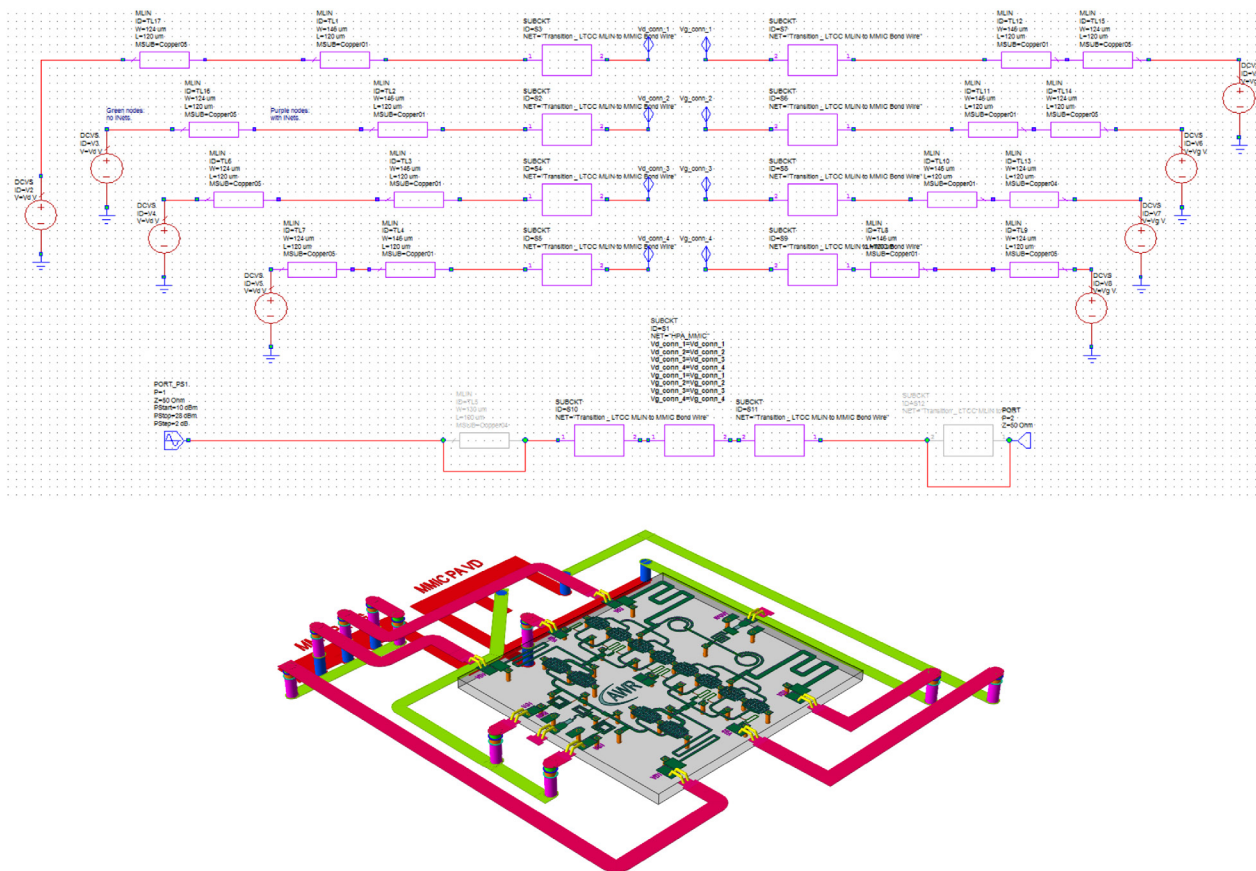 MLIN
ID=TL17
W=124 um
L=120 um
MSUB=Copper05
MLIN
ID=TL1
W=146 um
L=120 um
MSUB=Copper01
SUBCKT
ID=S3
NET="Transition _ LTCC MLIN to MMIC Bond Wire"
Vd_conn_1
Vg_conn_1
SUBCKT
ID=S7
NET="Transition _ LTCC MLIN to MMIC Bond Wire"
MLIN
ID=TL12
W=146 um
L=120 um
MSUB=Copper01
MLIN
ID=TL15
W=124 um
L=120 um
MSUB=Copper05
Green nodes:
no iNets.
MLIN
ID=TL16
W=124 um
L=120 um
MSUB=Copper05
Purple nodes:
with iNets.
MLIN
ID=TL2
W=146 um
L=120 um
MSUB=Copper01
SUBCKT
ID=S2
NET="Transition _ LTCC MLIN to MMIC Bond Wire"
Vd_conn_2
Vg_conn_2
SUBCKT
ID=S6
NET="Transition _ LTCC MLIN to MMIC Bond Wire"
MLIN
ID=TL11
W=146 um
L=120 um
MSUB=Copper01
MLIN
ID=TL14
W=124 um
L=120 um
MSUB=Copper05
DCVS
ID=V2
V=Vd V
DCVS
ID=V3
V=Vd V
MLIN
ID=TL6
W=124 um
L=120 um
MSUB=Copper05
MLIN
ID=TL3
W=146 um
L=120 um
MSUB=Copper01
SUBCKT
ID=S4
NET="Transition _ LTCC MLIN to MMIC Bond Wire"
Vd_conn_3
Vg_conn_3
SUBCKT
ID=S8
NET="Transition _ LTCC MLIN to MMIC Bond Wire"
MLIN
ID=TL10
W=146 um
L=120 um
MSUB=Copper01
MLIN
ID=TL13
W=124 um
L=120 um
MSUB=Copper04
DCVS
ID=V6
V=Vg V
DCVS
ID=V4
V=Vd V
MLIN
ID=TL7
W=124 um
L=120 um
MSUB=Copper05
MLIN
ID=TL4
W=146 um
L=120 um
MSUB=Copper01
SUBCKT
ID=S5
NET="Transition _ LTCC MLIN to MMIC Bond Wire"
Vd_conn_4
Vg_conn_4
SUBCKT
ID=S9
NET="Transition _ LTCC MLIN to MMIC Bond Wire"
MLIN
ID=TL8
W=146 um
MSUB=Copper01
MLIN
ID=TL9
W=124 um
L=120 um
MSUB=Copper04
DCVS
ID=V7
V=Vg V
DCVS
ID=V5
V=Vd V
DCVS
ID=V8
V=Vg V
SUBCKT
ID=S1
NET="HPA_MMIC"
Vd_conn_1=Vd_conn_1
Vd_conn_2=Vd_conn_2
Vd_conn_3=Vd_conn_3
Vd_conn_4=Vd_conn_4
Vg_conn_1=Vg_conn_1
Vg_conn_2=Vg_conn_2
Vg_conn_3=Vg_conn_3
Vg_conn_4=Vg_conn_4
PORT_PS1
P=1
Z=50 Ohm
PStart=10 dBm
PStop=28 dBm
PStep=2 dB
MLIN
MSUB=Copper04
SUBCKT
ID=S10
NET="Transition _ LTCC MLIN to MMIC Bond Wire"
SUBCKT
ID=S11
NET="Transition _ LTCC MLIN to MMIC Bond Wire"
SUBCKT
ID=S12
NET="Transition _ LTCC MLIN to
PORT
P=2
Z=50 Ohm
MMIC PA VD
AWR